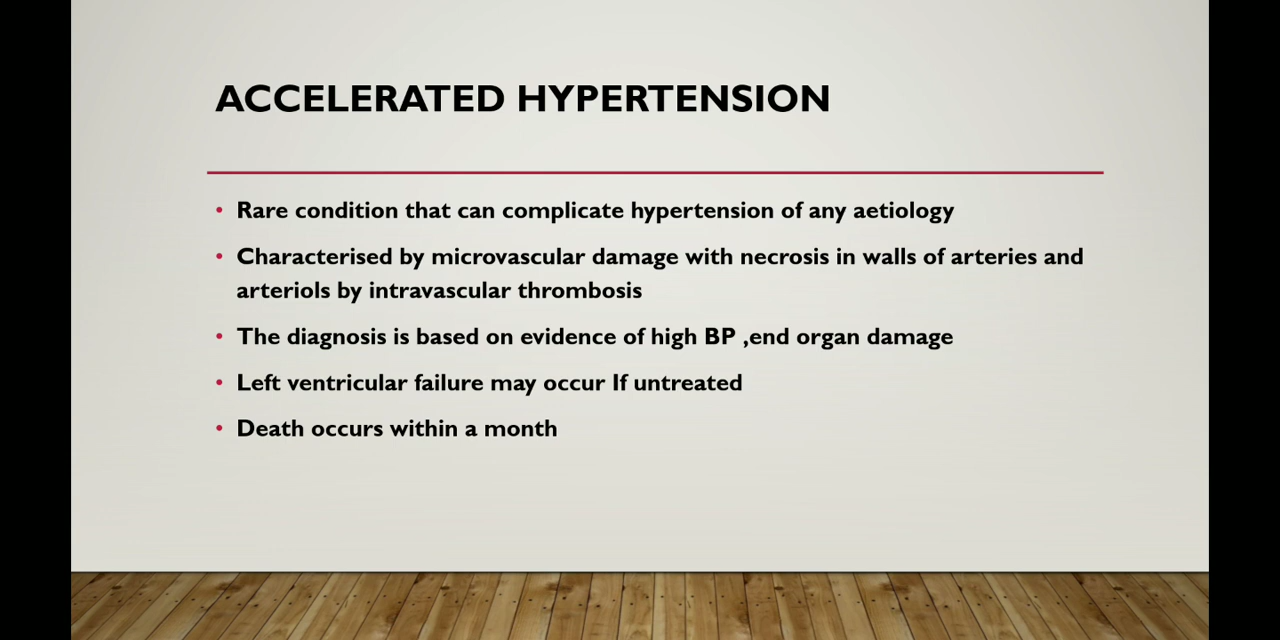 ACCELERATED HYPERTENSION
• Rare condition that can complicate hypertension of any aetiology
• Characterised by microvascular damage with necrosis in walls of arteries and
arteriols by intravascular thrombosis
• The diagnosis is based on evidence of high BP ,end organ damage
• Left ventricular failure may occur If untreated
• Death occurs within a month